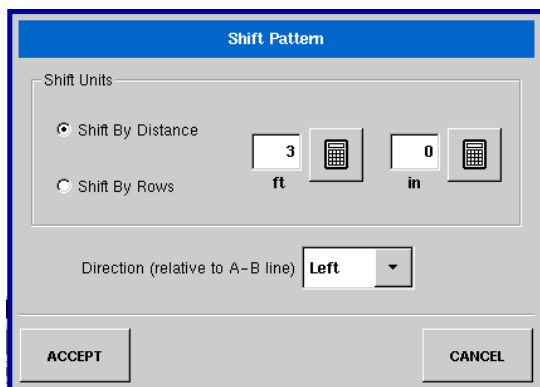 Shift Pattern
Shift Units
Shift By Distance
3
0
ft
in
Shift By Rows
Direction (relative to A-B line) Left
ACCEPT
CANCEL